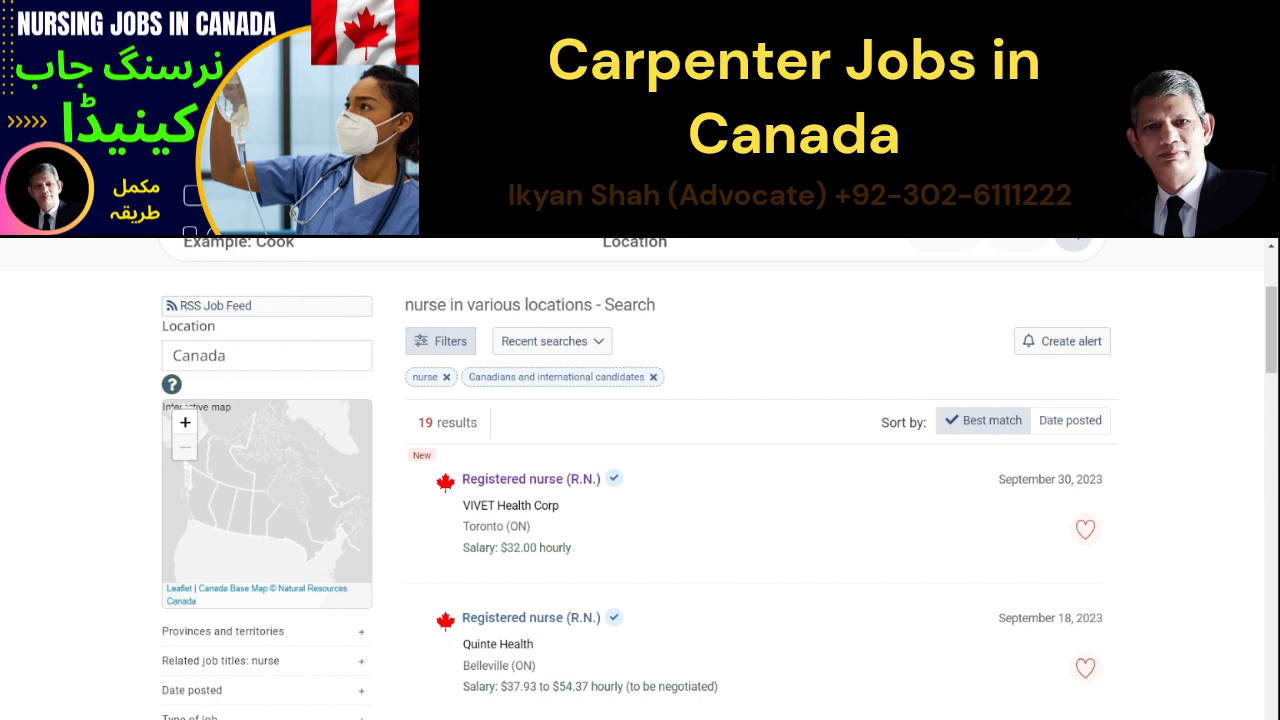 NURSING JOBS IN CANADA
نرسنگ جاب
کینیڈا
مکمل
طریقہ
Carpenter Jobs in
Canada
Ikyan Shah (Advocate) +92-302-6111222
Example: Cook
Location
RSS Job Feed
Location
Canada
?
Interactive map
+
−
Leaflet | Canada Base Map © Natural Resources
Canada
Provinces and territories +
Related job titles: nurse +
Date posted +
Type of job
nurse in various locations - Search
Filters
Recent searches
Create alert
nurse ×
Canadians and international candidates ×
19 results
Sort by: Best match Date posted
New
Registered nurse (R.N.) September 30, 2023
VIVET Health Corp
Toronto (ON)
Salary: $32.00 hourly
Registered nurse (R.N.) September 18, 2023
Quinte Health
Belleville (ON)
Salary: $37.93 to $54.37 hourly (to be negotiated)